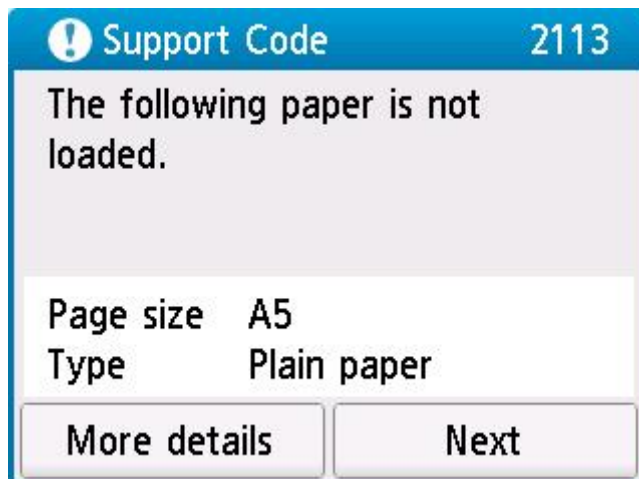 Support Code 2113
The following paper is not
loaded.
Page size A5
Type Plain paper
More details Next